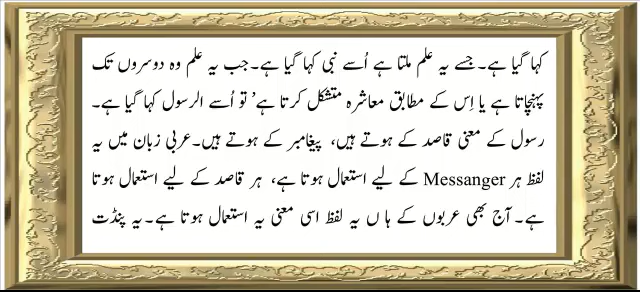 کہا گیا ہے۔ جسے یہ علم ملتا ہے اُسے نبی کہا گیا ہے۔جب یہ علم وہ دوسروں تک
پہنچاتا ہے یا اِس کے مطابق معاشرہ متشکل کرتا ہے’ تو اُسے الرسول کہا گیا ہے۔
رسول کے معنی قاصد کے ہوتے ہیں، پیغامبر کے ہوتے ہیں۔عربی زبان میں یہ
لفظ ہر Messanger کے لیے استعمال ہوتا ہے، ہر قاصد کے لیے استعمال ہوتا
ہے۔ آج بھی عربوں کے ہا ں یہ لفظ اسی معنی یہ استعمال ہوتا ہے۔یہ پنڈت